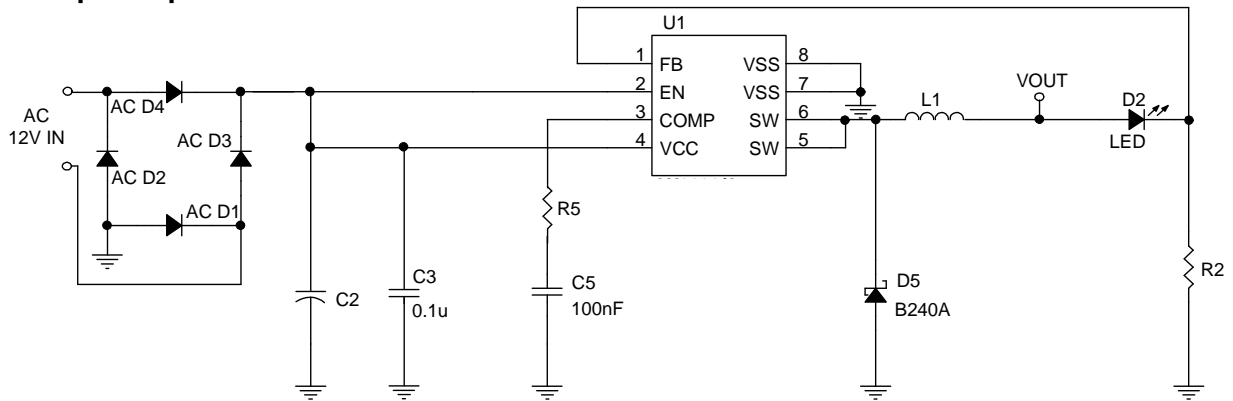 U1
1 FB VSS 8
2 EN VSS 7
3 COMP SW 6
4 VCC SW 5
AC
12V IN
AC D4
AC D3
AC D2
AC D1
C2
C3
0.1u
R5
C5
100nF
L1
VOUT
D2
LED
D5
B240A
R2